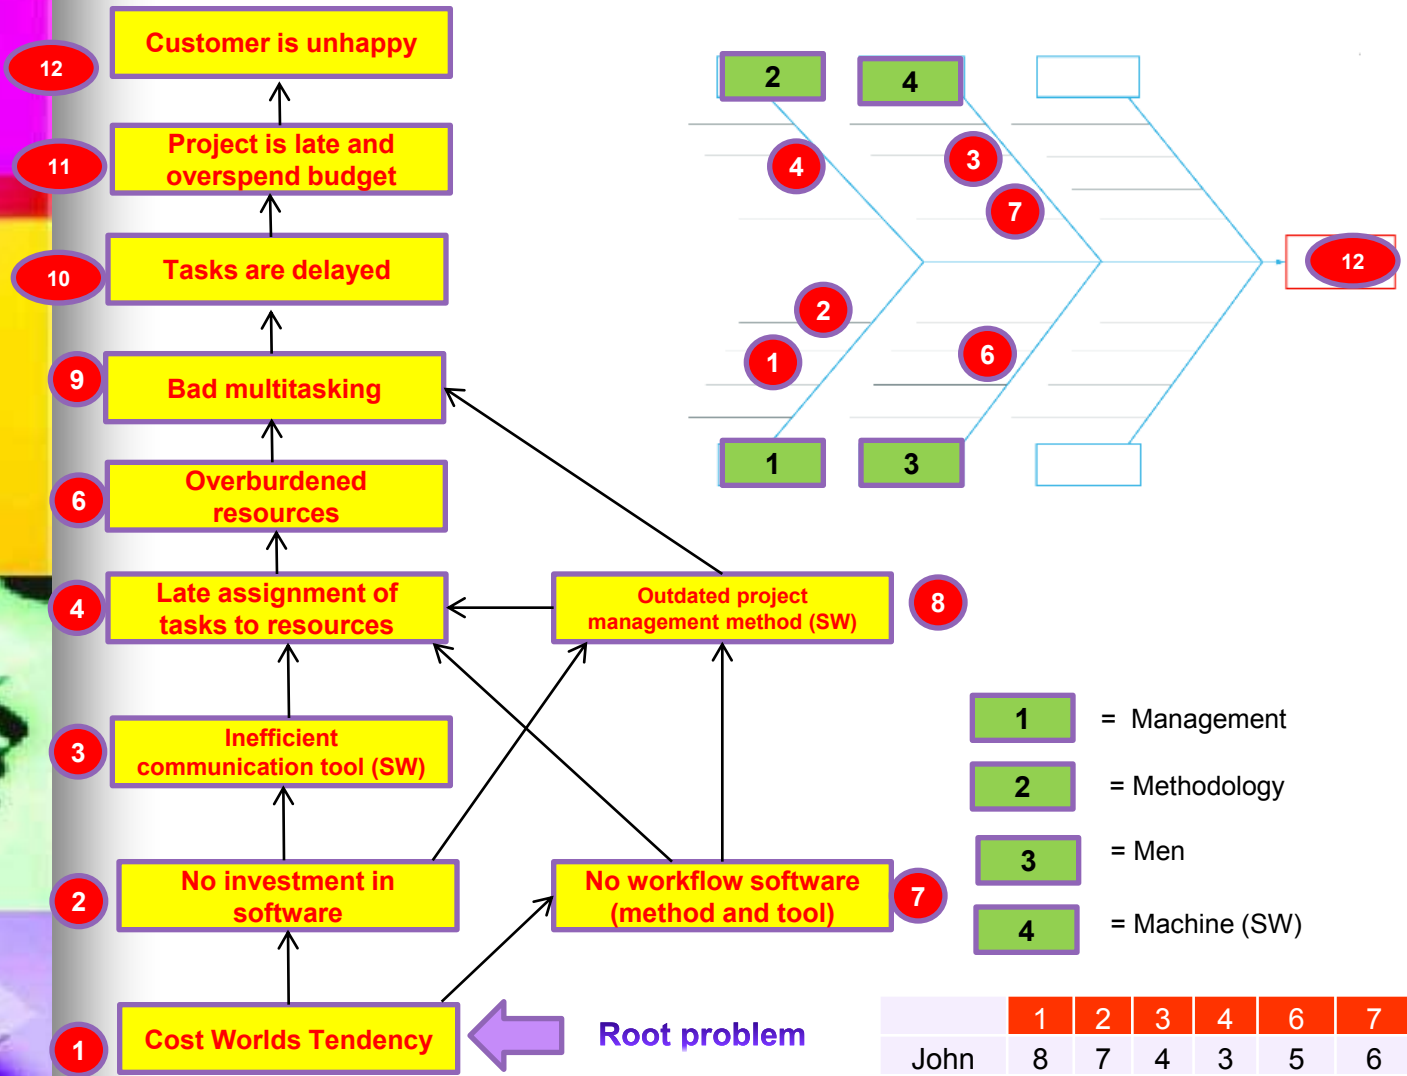 12
Customer is unhappy
11
Project is late and
overspend budget
10
Tasks are delayed
9
Bad multitasking
6
Overburdened
resources
4
Late assignment of
tasks to resources
Outdated project
management method (SW)
8
3
Inefficient
communication tool (SW)
2
No investment in
software
No workflow software
(method and tool)
7
1
Cost Worlds Tendency
Root problem
2
4
4
3
7
12
2
1
6
1
3
1 = Management
2 = Methodology
3 = Men
4 = Machine (SW)
1 2 3 4 6 7
John 8 7 4 3 5 6